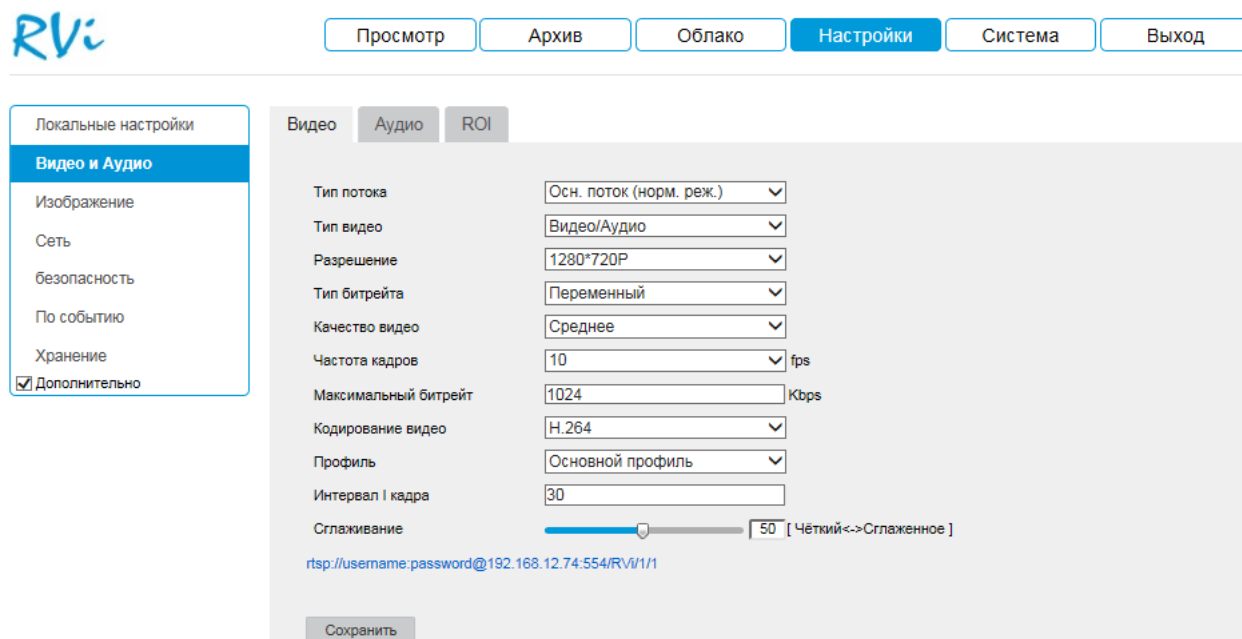 RVi
Просмотр Архив Облако Настройки Система Выход
Локальные настройки
Видео и Аудио
Изображение
Сеть
безопасность
По событию
Хранение
Дополнительно
Видео Аудио ROI
Тип потока Осн. поток (норм. реж.)
Тип видео Видео/Аудио
Разрешение 1280*720P
Тип битрейта Переменный
Качество видео Среднее
Частота кадров 10 fps
Максимальный битрейт 1024 Kbps
Кодирование видео H.264
Профиль Основной профиль
Интервал I кадра 30
Сглаживание 50 [ Чёткий<->Сглаженное ]
rtsp://username:password@192.168.12.74:554/RVi/1/1
Сохранить